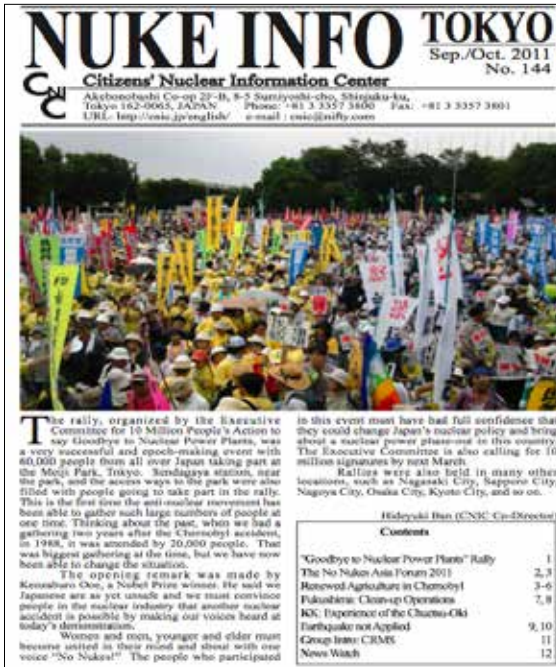 NUKE INFO TOKYO
Sep./Oct. 2011
No. 144
CNIC
Citizens' Nuclear Information Center
Akebonobashi Co-op 2F-B, 8-5 Sumiyoshi-cho, Shinjuku-ku,
Tokyo 162-0065, JAPAN Phone: +81 3 3357 3800 Fax: +81 3 3357 3801
URL: http://cnic.jp/english/ e-mail : cnic@nifty.com
The rally, organized by the Executive
Committee for 10 Million People's Action to
say Goodbye to Nuclear Power Plants, was
a very successful and epoch-making event with
60,000 people from all over Japan taking part at
the Meiji Park, Tokyo. Sendagaya station, near
the park, and the access ways to the park were also
filled with people going to take part in the rally.
This is the first time the anti-nuclear movement has
been able to gather such large numbers of people at
one time. Thinking about the past, when we had a
gathering two years after the Chernobyl accident,
in 1988, it was attended by 20,000 people. That
was biggest gathering at the time, but we have now
been able to change the situation.
The opening remark was made by
Kenzaburo Ooe, a Nobel Prize winner. He said we
Japanese are as yet unsafe and we must convince
people in the nuclear industry that another nuclear
accident is possible by making our voices heard at
today's demonstration.
Women and men, younger and elder must
become united in their mind and shout with one
voice "No Nukes!" The people who participated
in this event must have had full confidence that
they could change Japan's nuclear policy and bring
about a nuclear power phase-out in this country.
The Executive Committee is also calling for 10
million signatures by next March.
Rallies were also held in many other
locations, such as Nagasaki City, Sapporo City,
Nagoya City, Osaka City, Kyoto City, and so on.
Hideyuki Ban (CNIC Co-Director)
Contents
"Goodbye to Nuclear Power Plants" Rally 1
The No Nukes Asia Forum 2011 2, 3
Renewed Agriculture in Chernobyl 3-6
Fukushima: Clean-up Operations 7, 8
KK: Experience of the Chuetsu-Oki
Earthquake not Applied 9, 10
Group Intro: CRMS 11
News Watch 12